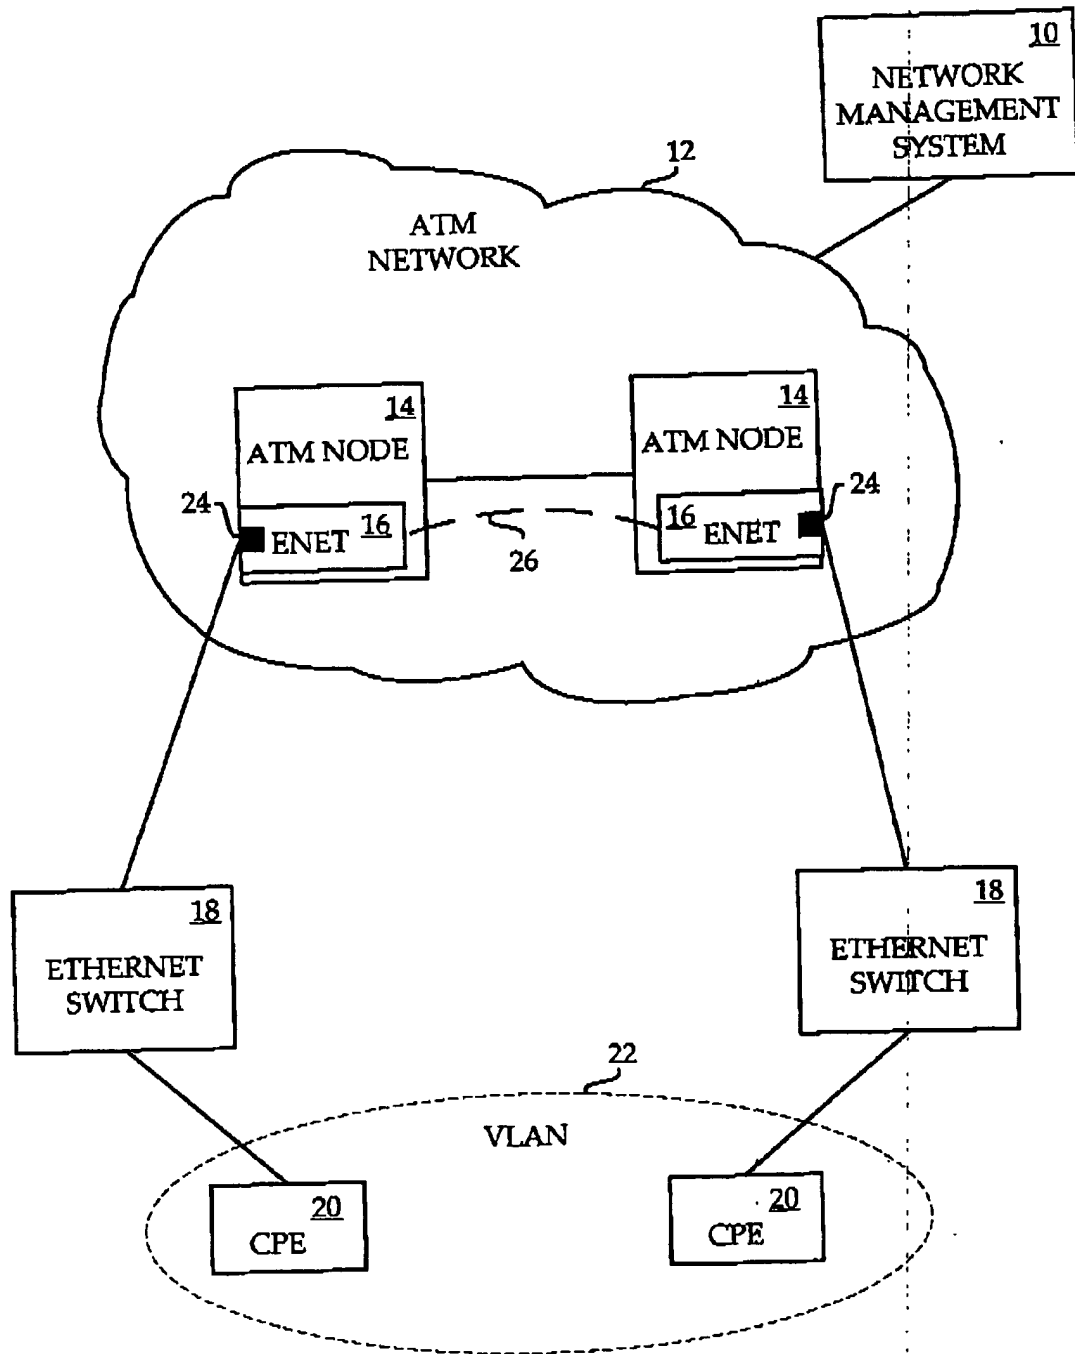 10
NETWORK
MANAGEMENT
SYSTEM
12
ATM
NETWORK
14
ATM NODE
14
ATM NODE
24
ENET 16
26
16 ENET
24
18
ETHERNET
SWITCH
18
ETHERNET
SWITCH
22
VLAN
20
CPE
20
CPE